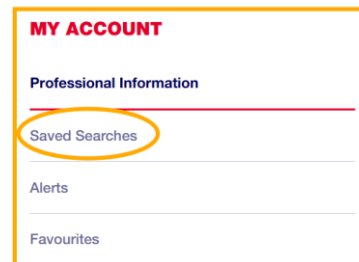 MY ACCOUNT
Professional Information
Saved Searches
Alerts
Favourites